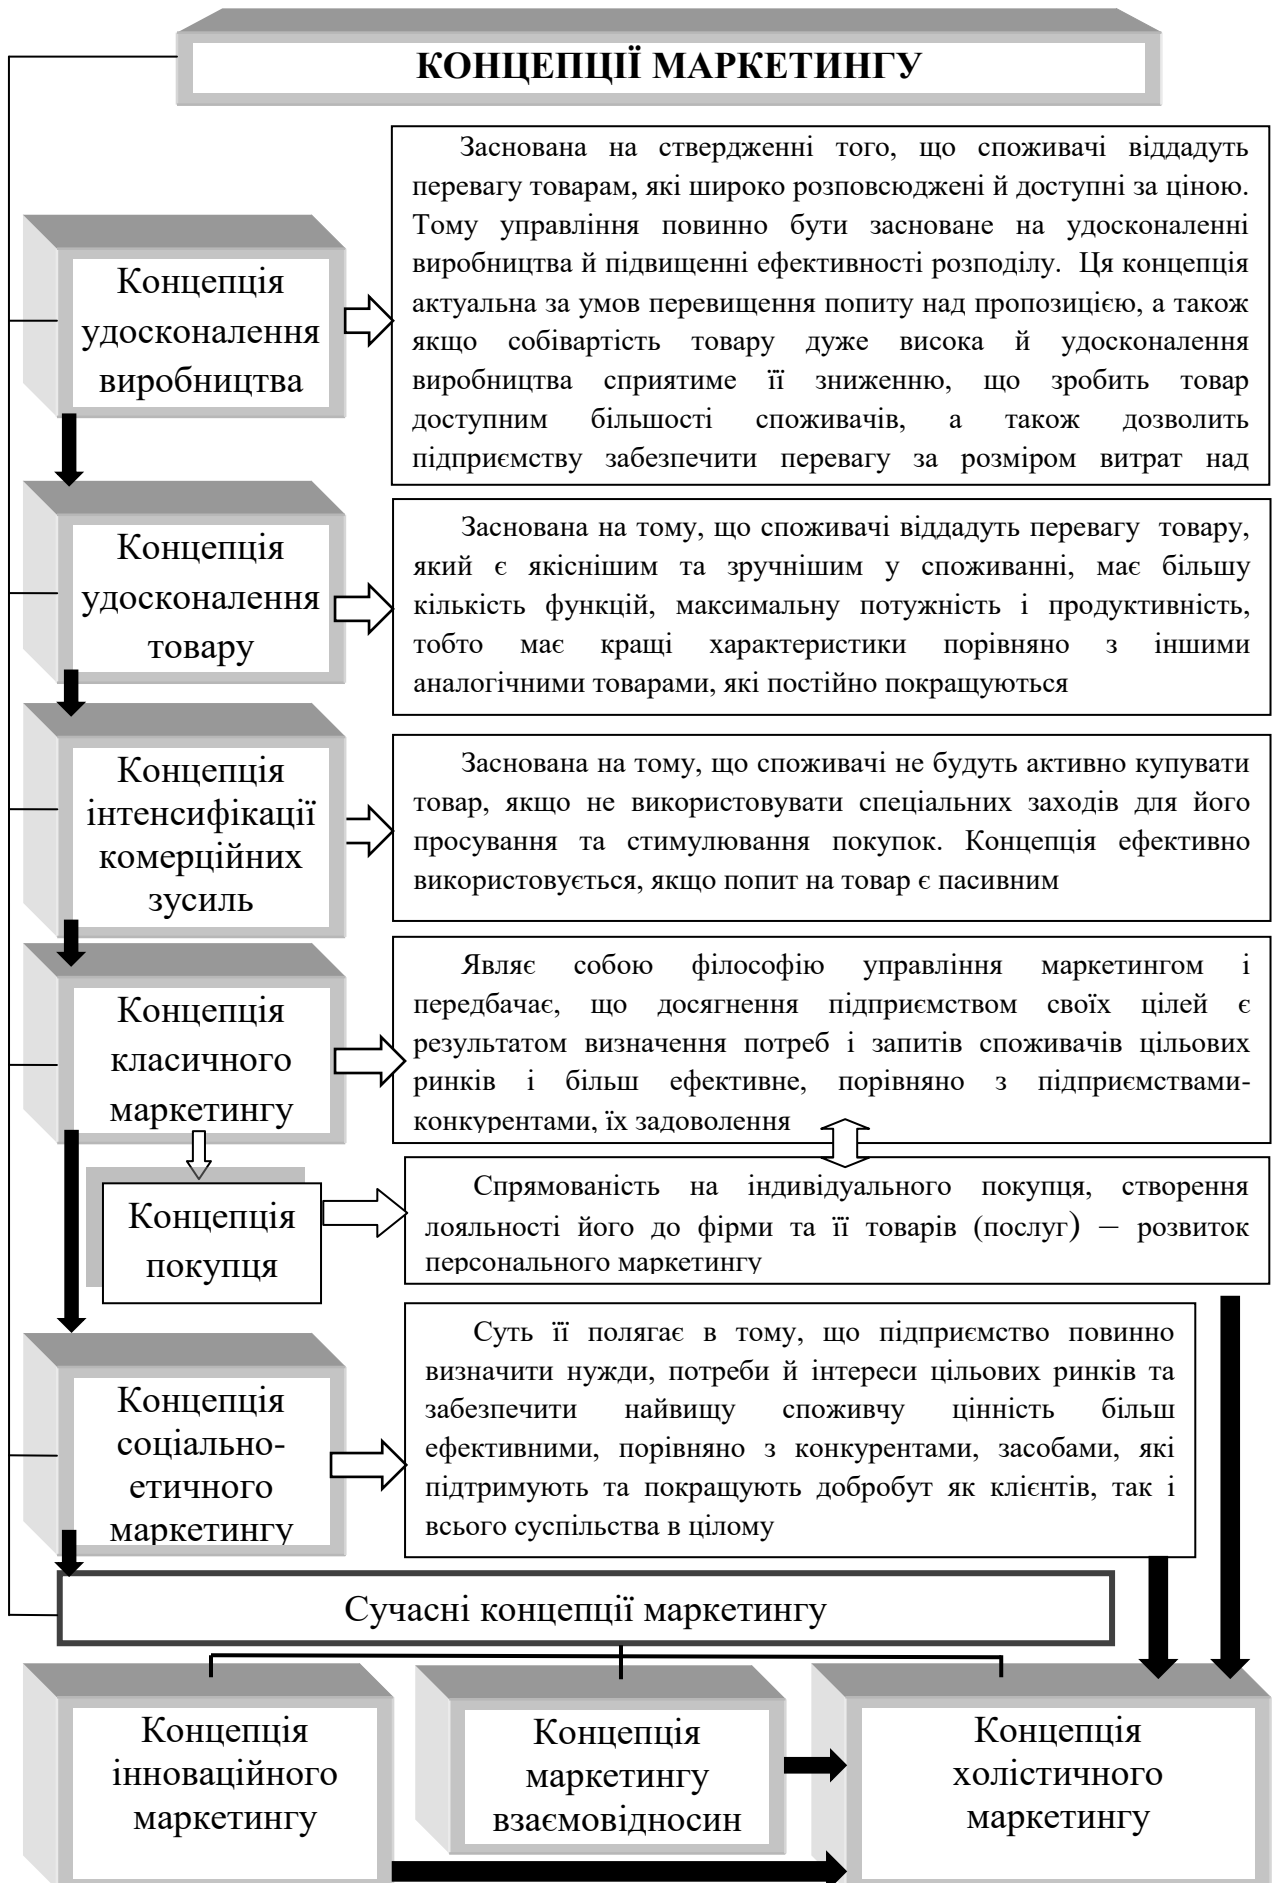 КОНЦЕПЦІЇ МАРКЕТИНГУ
Концепція
удосконалення
виробництва
Заснована на ствердженні того, що споживачі віддадуть
перевагу товарам, які широко розповсюджені й доступні за ціною.
Тому управління повинно бути засноване на удосконаленні
виробництва й підвищенні ефективності розподілу. Ця концепція
актуальна за умов перевищення попиту над пропозицією, а також
якщо собівартість товару дуже висока й удосконалення
виробництва сприятиме її зниженню, що зробить товар
доступним більшості споживачів, а також дозволить
підприємству забезпечити перевагу за розміром витрат над
Концепція
удосконалення
товару
Заснована на тому, що споживачі віддадуть перевагу товару,
який є якіснішим та зручнішим у споживанні, має більшу
кількість функцій, максимальну потужність і продуктивність,
тобто має кращі характеристики порівняно з іншими
аналогічними товарами, які постійно покращуються
Концепція
інтенсифікації
комерційних
зусиль
Заснована на тому, що споживачі не будуть активно купувати
товар, якщо не використовувати спеціальних заходів для його
просування та стимулювання покупок. Концепція ефективно
використовується, якщо попит на товар є пасивним
Концепція
класичного
маркетингу
Являє собою філософію управління маркетингом і
передбачає, що досягнення підприємством своїх цілей є
результатом визначення потреб і запитів споживачів цільових
ринків і більш ефективне, порівняно з підприємствами-
конкурентами, їх задоволення
Концепція
покупця
Спрямованість на індивідуального покупця, створення
лояльності його до фірми та її товарів (послуг) – розвиток
персонального маркетингу
Концепція
соціально-
етичного
маркетингу
Суть її полягає в тому, що підприємство повинно
визначити нужди, потреби й інтереси цільових ринків та
забезпечити найвищу споживчу цінність більш
ефективними, порівняно з конкурентами, засобами, які
підтримують та покращують добробут як клієнтів, так і
всього суспільства в цілому
Сучасні концепції маркетингу
Концепція
інноваційного
маркетингу
Концепція
маркетингу
взаємовідносин
Концепція
холістичного
маркетингу